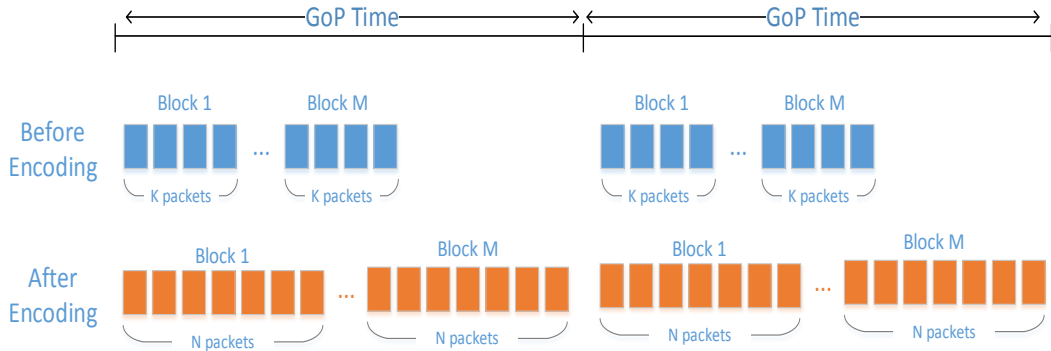 GoP Time
GoP Time
Block 1
Block M
Block 1
Block M
Before
Encoding
...
...
K packets
K packets
K packets
K packets
Block 1
Block M
Block 1
Block M
After
Encoding
...
...
N packets
N packets
N packets
N packets